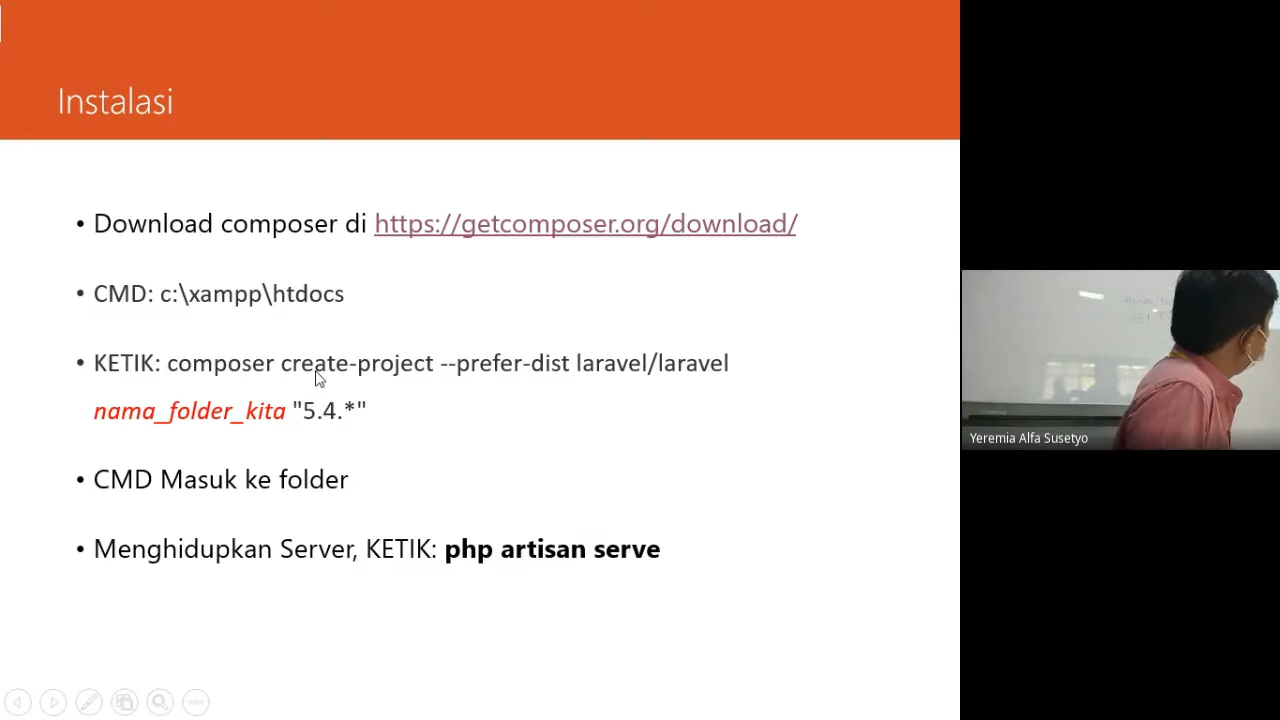 Instalasi
• Download composer di https://getcomposer.org/download/
• CMD: c:\xampp\htdocs
• KETIK: composer create-project --prefer-dist laravel/laravel
nama_folder_kita "5.4.*"
• CMD Masuk ke folder
• Menghidupkan Server, KETIK: php artisan serve
Yeremia Alfa Susetyo